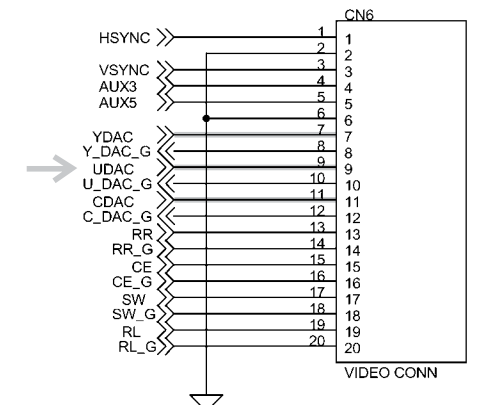 CN6
HSYNC 1 1
2 2
VSYNC 3 3
AUX3 4 4
AUX5 5 5
6 6
YDAC 7 7
Y_DAC_G 8 8
UDAC 9 9
U_DAC_G 10 10
CDAC 11 11
C_DAC_G 12 12
RR 13 13
RR_G 14 14
CE 15 15
CE_G 16 16
SW 17 17
SW_G 18 18
RL 19 19
RL_G 20 20
VIDEO CONN